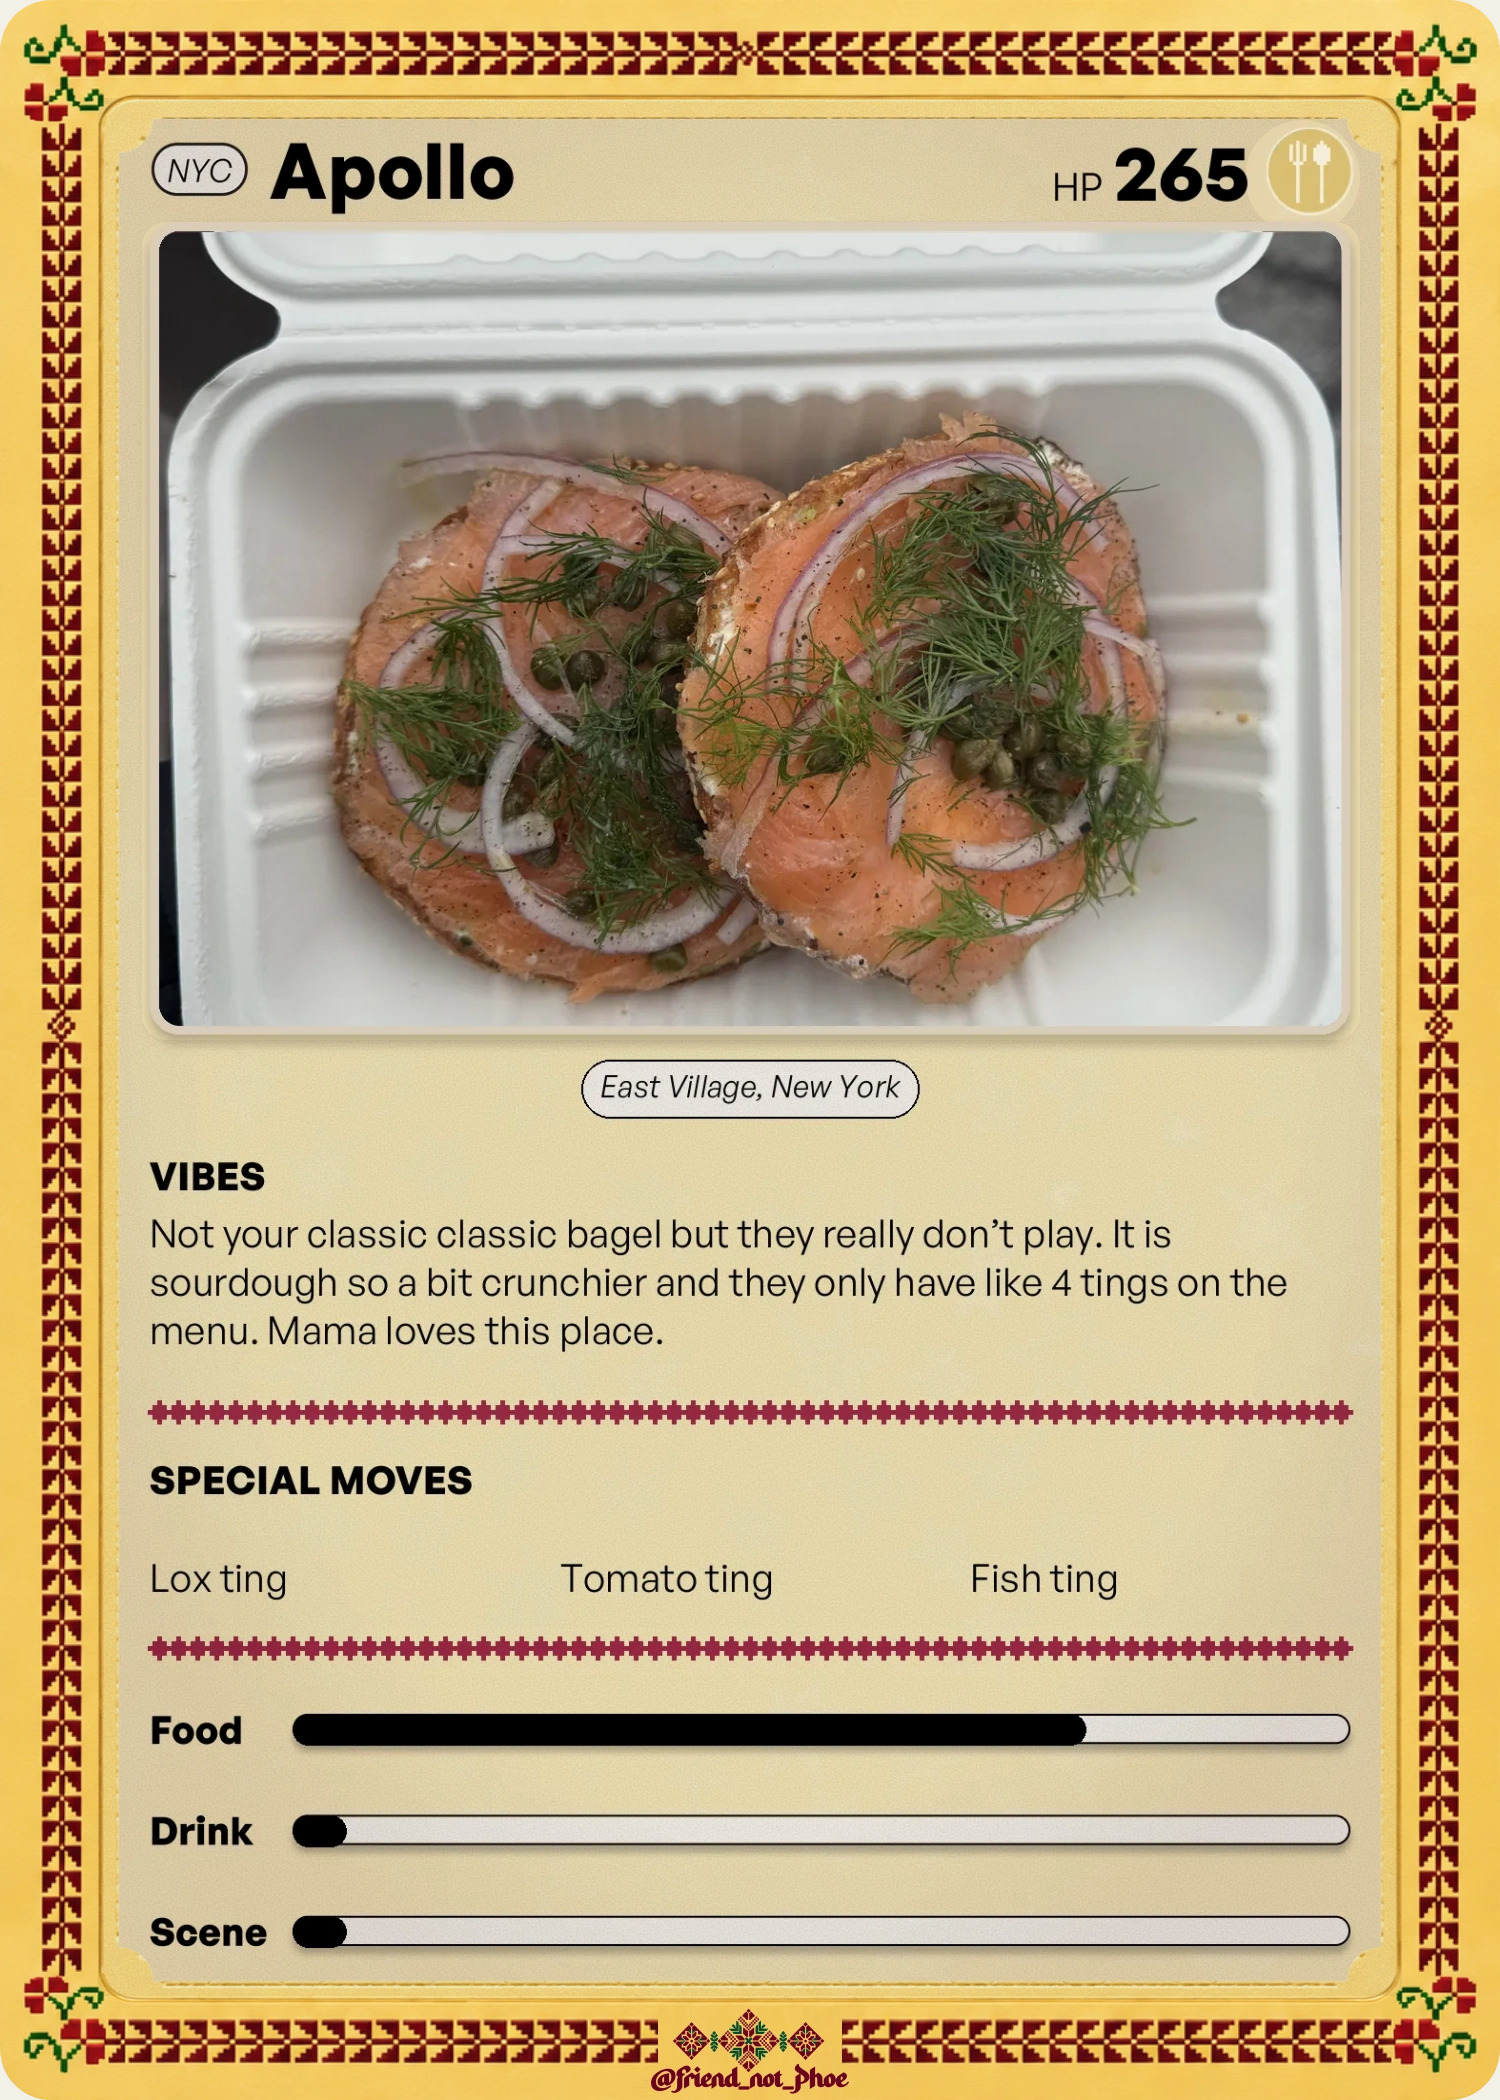 NYC Apollo HP 265
East Village, New York
VIBES
Not your classic classic bagel but they really don’t play. It is
sourdough so a bit crunchier and they only have like 4 tings on the
menu. Mama loves this place.
SPECIAL MOVES
Lox ting Tomato ting Fish ting
Food
Drink
Scene
@friend_not_phoe